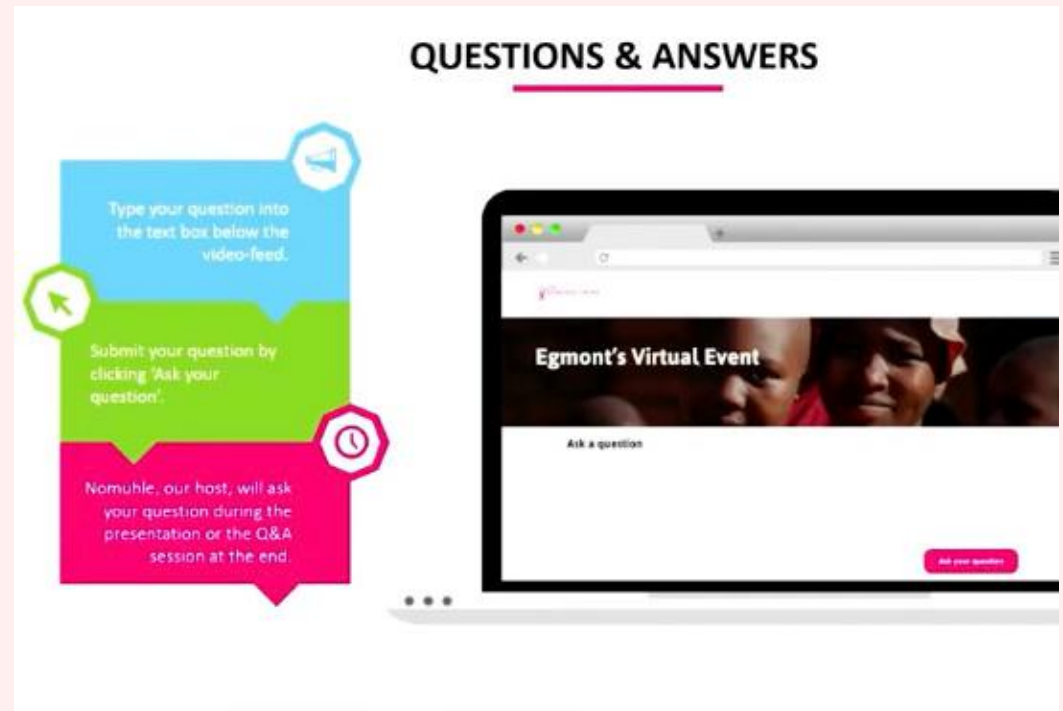 QUESTIONS & ANSWERS
Type your question into
the text box below the
video-feed.
Submit your question by
clicking 'Ask your
question'.
Nomuhle, our host, will ask
your question during the
presentation or the Q&A
session at the end.
Egmont's Virtual Event
Ask a question
Ask your question